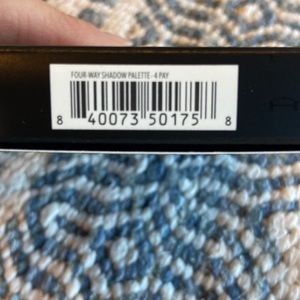 FOUR-WAY SHADOW PALETTE - 4 PAY
8 40073 50175 8